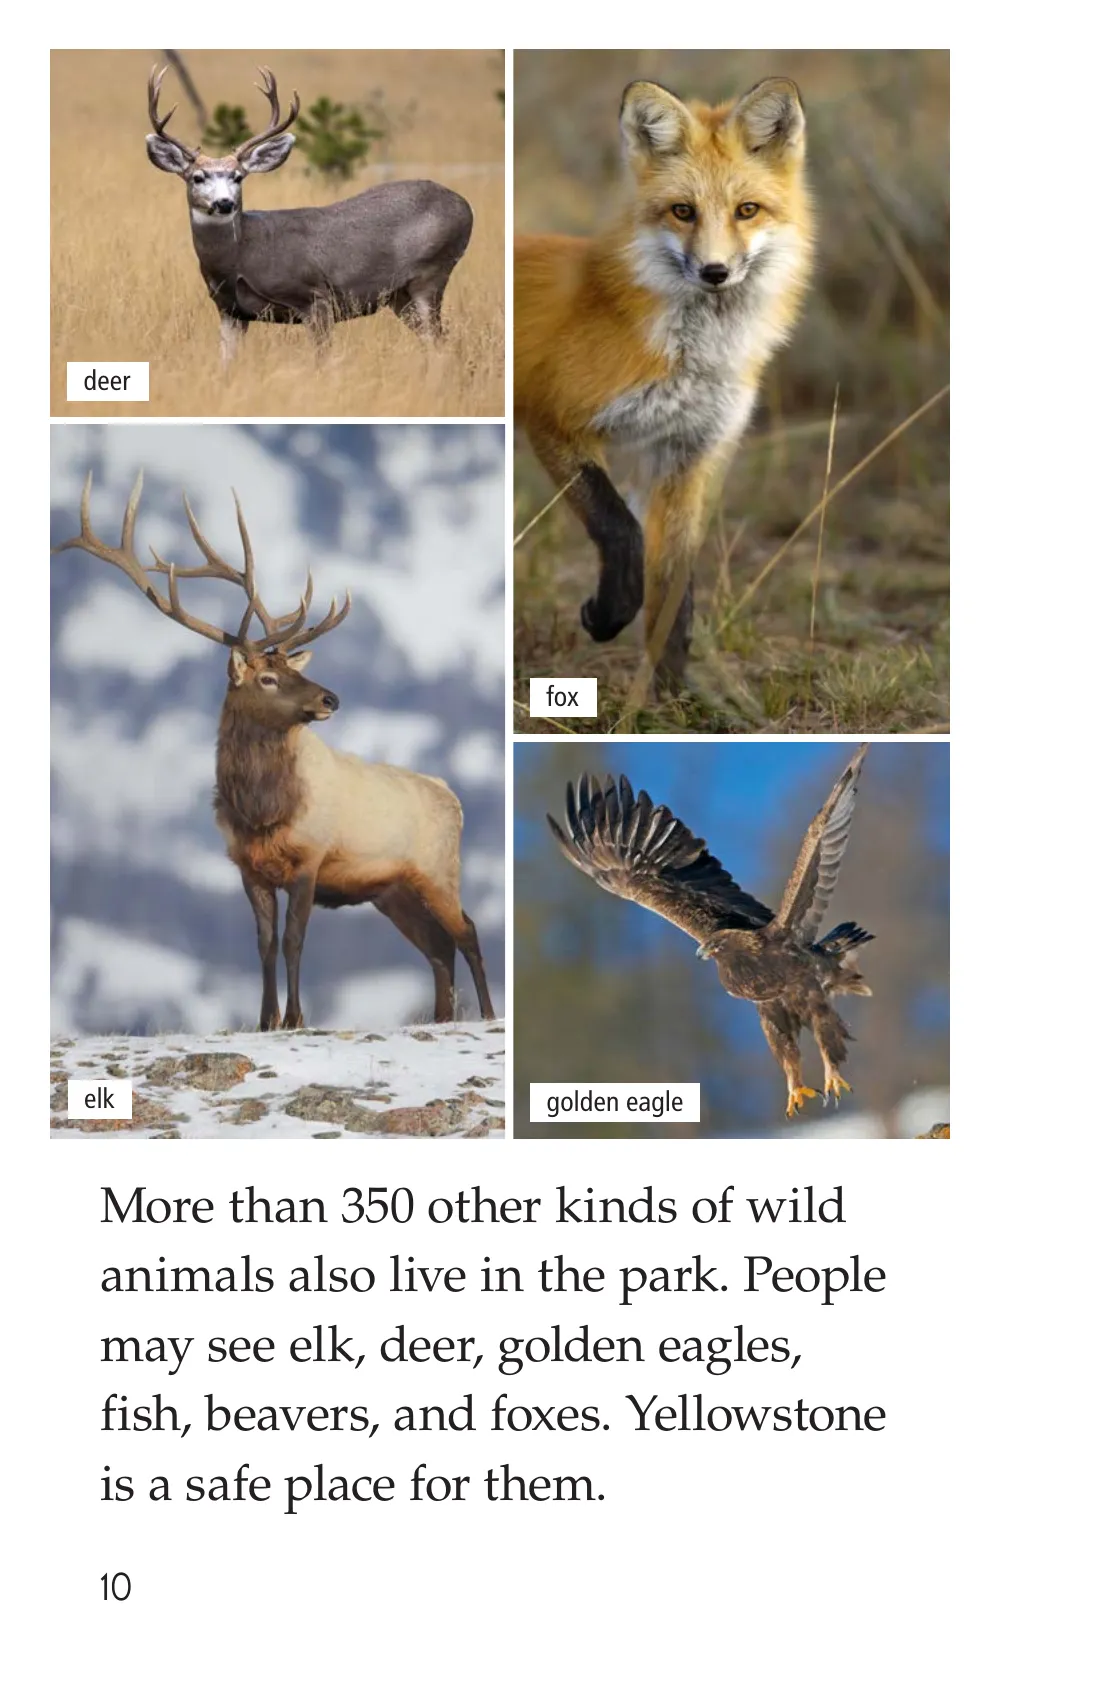 deer
fox
elk
golden eagle
More than 350 other kinds of wild
animals also live in the park. People
may see elk, deer, golden eagles,
fish, beavers, and foxes. Yellowstone
is a safe place for them.
10